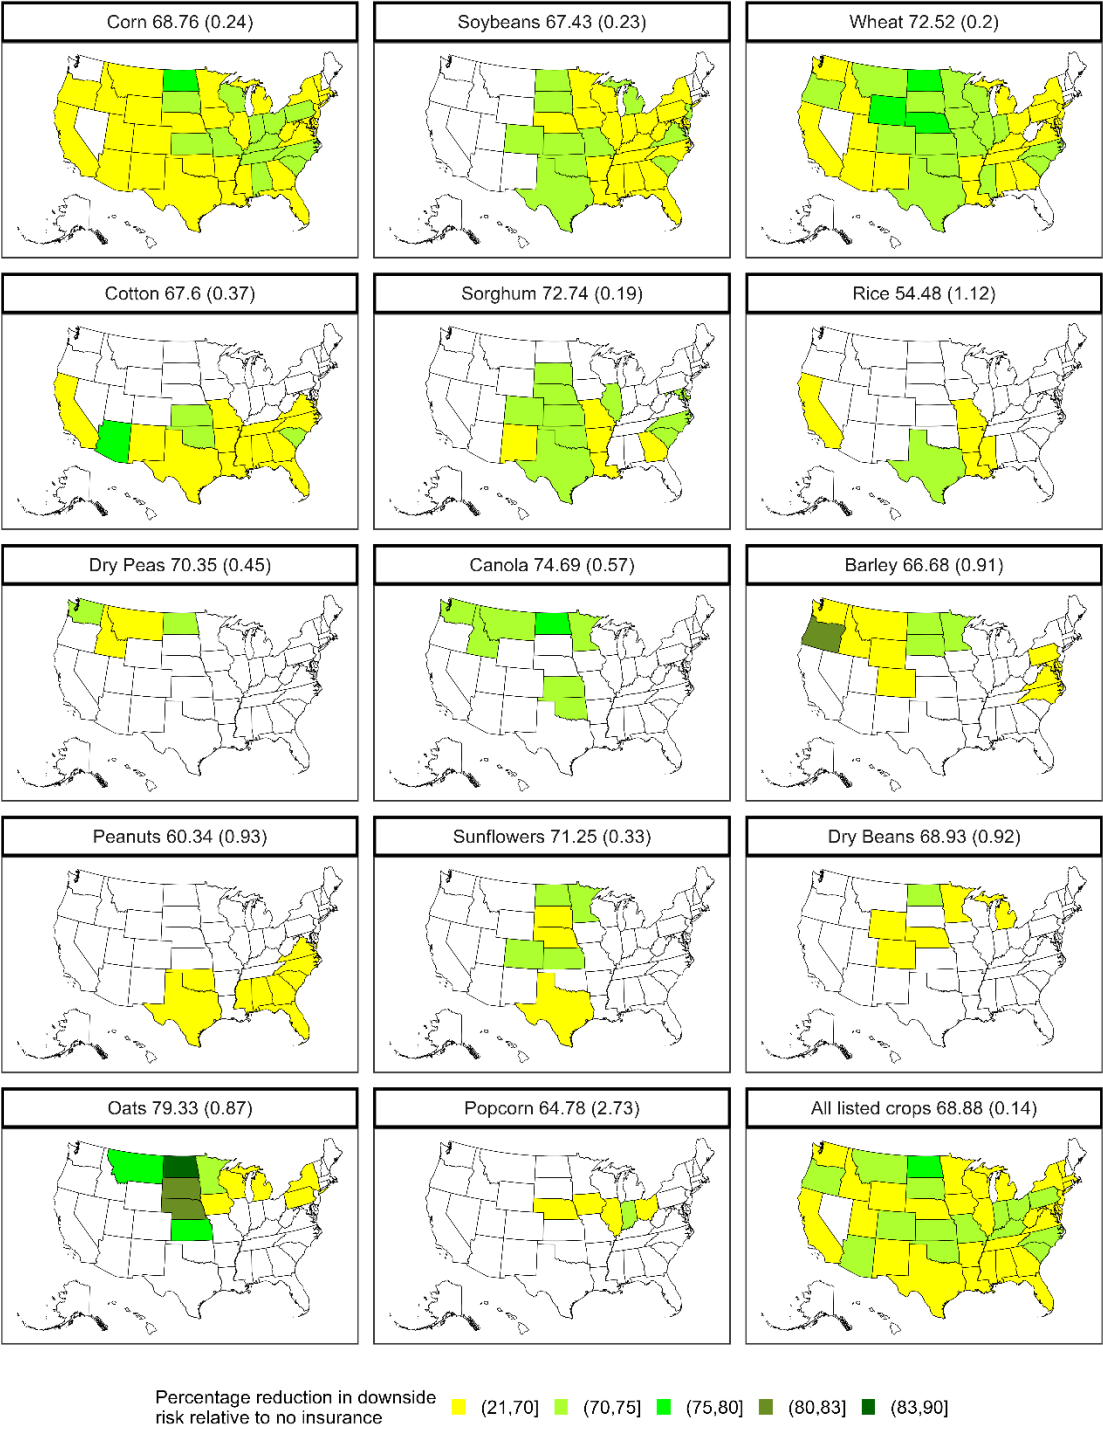 Corn 68.76 (0.24)
Soybeans 67.43 (0.23)
Wheat 72.52 (0.2)
Cotton 67.6 (0.37)
Sorghum 72.74 (0.19)
Rice 54.48 (1.12)
Dry Peas 70.35 (0.45)
Canola 74.69 (0.57)
Barley 66.68 (0.91)
Peanuts 60.34 (0.93)
Sunflowers 71.25 (0.33)
Dry Beans 68.93 (0.92)
Oats 79.33 (0.87)
Popcorn 64.78 (2.73)
All listed crops 68.88 (0.14)
Percentage reduction in downside
risk relative to no insurance
(21,70] (70,75] (75,80] (80,83] (83,90]